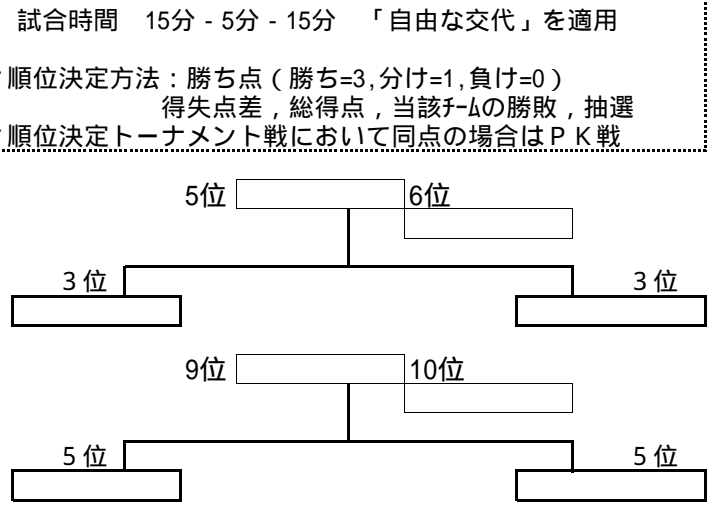 試合時間　15分 - 5分 - 15分　「自由な交代」を適用
順位決定方法：勝ち点（勝ち=3,分け=1,負け=0）
得失点差，総得点，当該ﾁｰﾑの勝敗，抽選
順位決定トーナメント戦において同点の場合はＰＫ戦
5位　6位
３位　３位
9位　10位
５位　５位